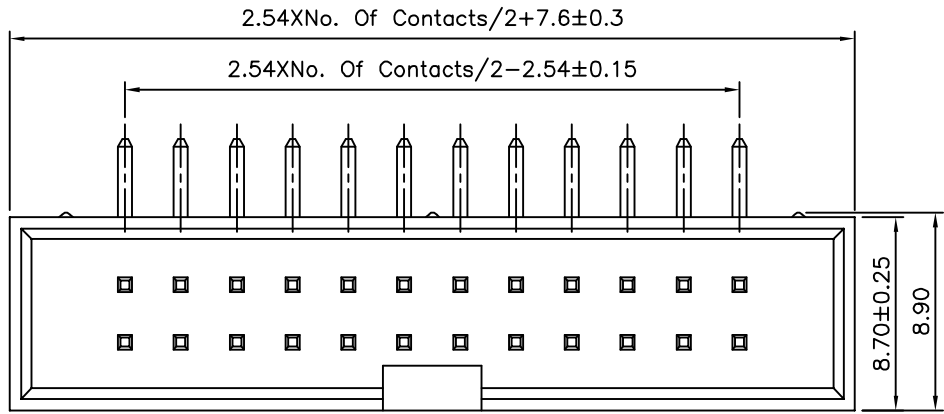 2.54XNo. Of Contacts/2+7.6±0.3
2.54XNo. Of Contacts/2-2.54±0.15
8.70±0.25
8.90